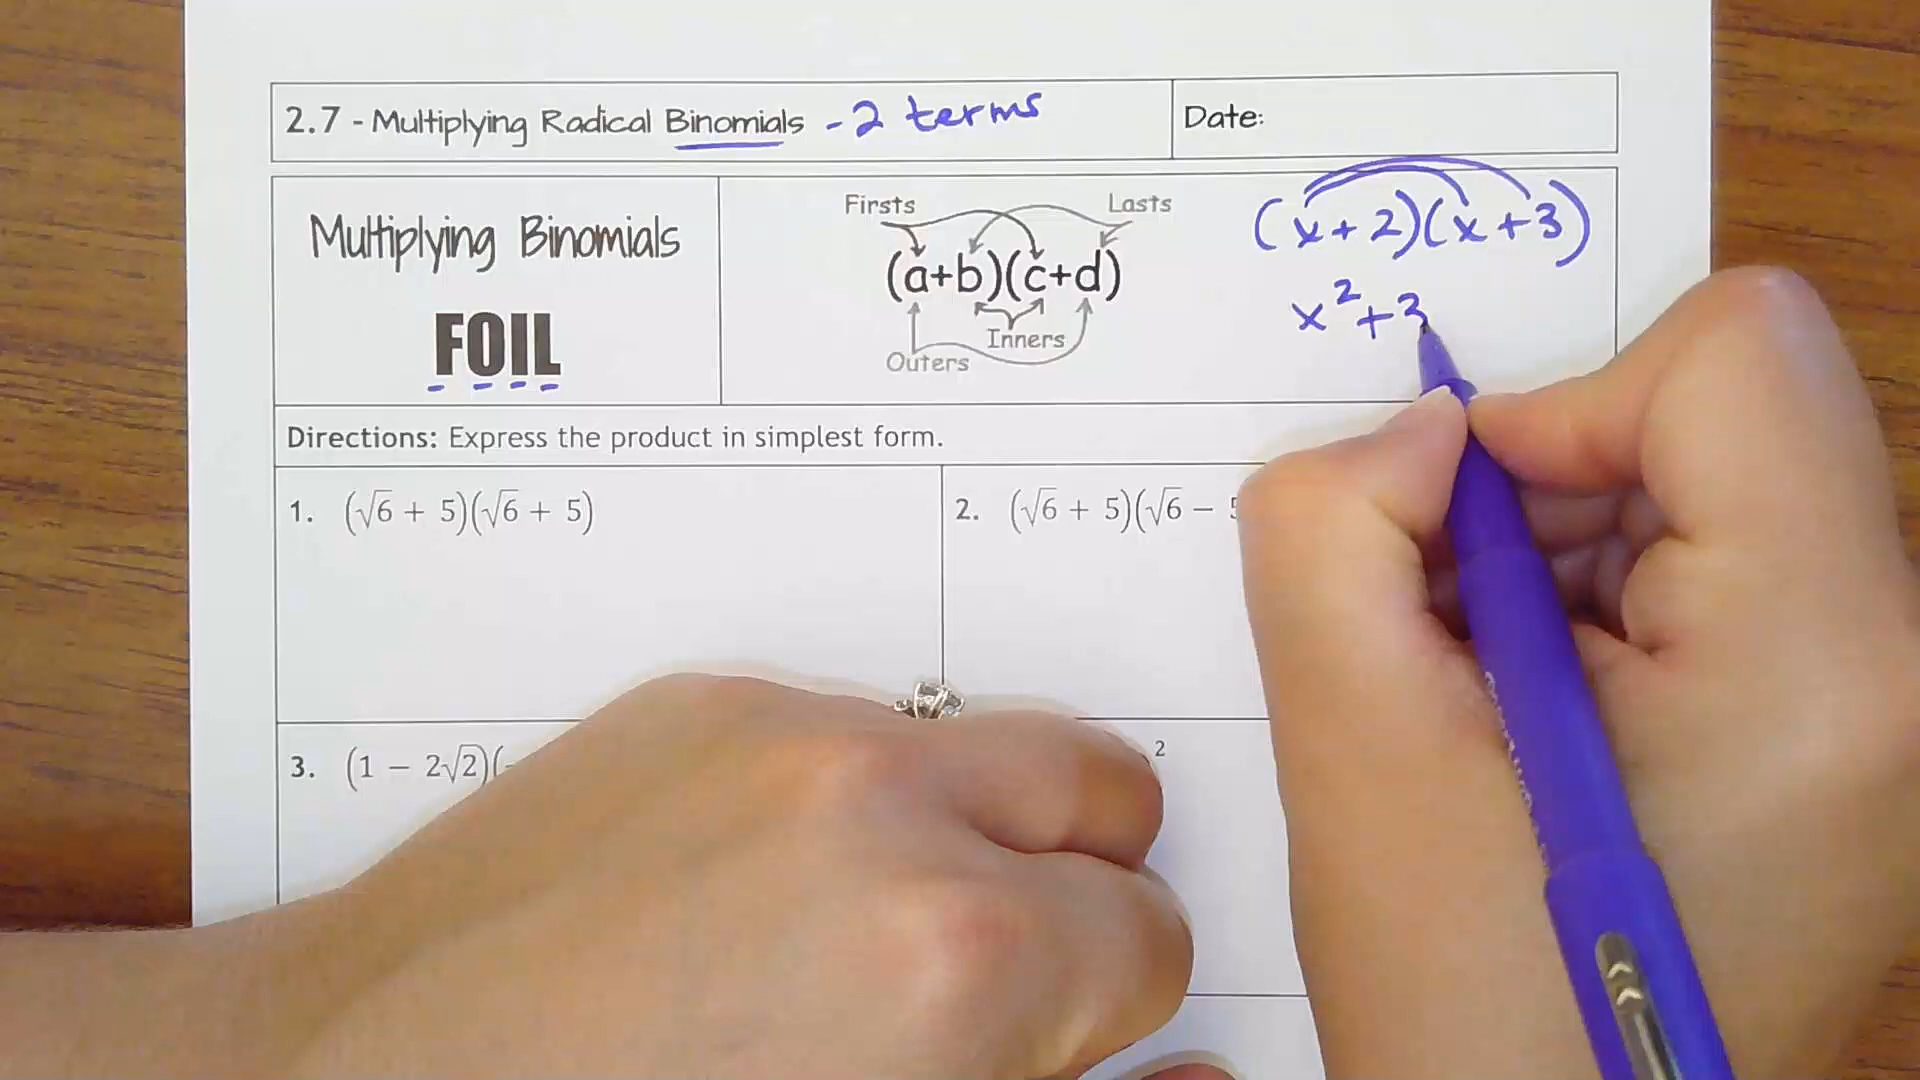 2.7 - Multiplying Radical Binomials - 2 terms
Date:
Multiplying Binomials
FOIL
Firsts Lasts
(a+b)(c+d)
Inners
Outers
(x+2)(x+3)
x²+3
Directions: Express the product in simplest form.
1. (√6 + 5)(√6 + 5)
2. (√6 + 5)(√6 −
3. (1 − 2√2)(
2